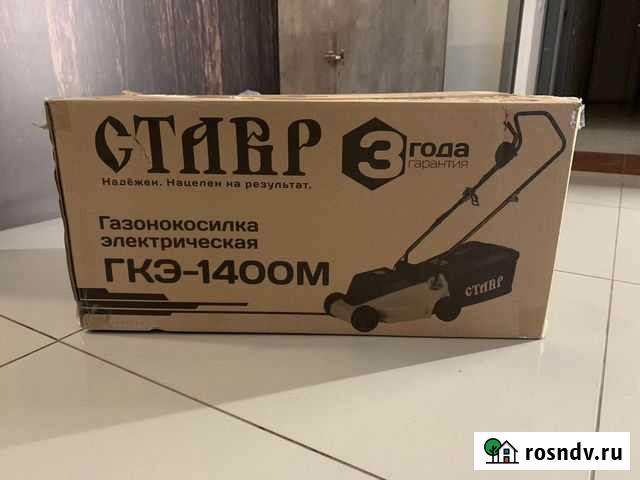 СТАВР
Надёжен. Нацелен на результат.
3 года
гарантия
Газонокосилка
электрическая
ГКЭ-1400М
СТАВР
rosndv.ru